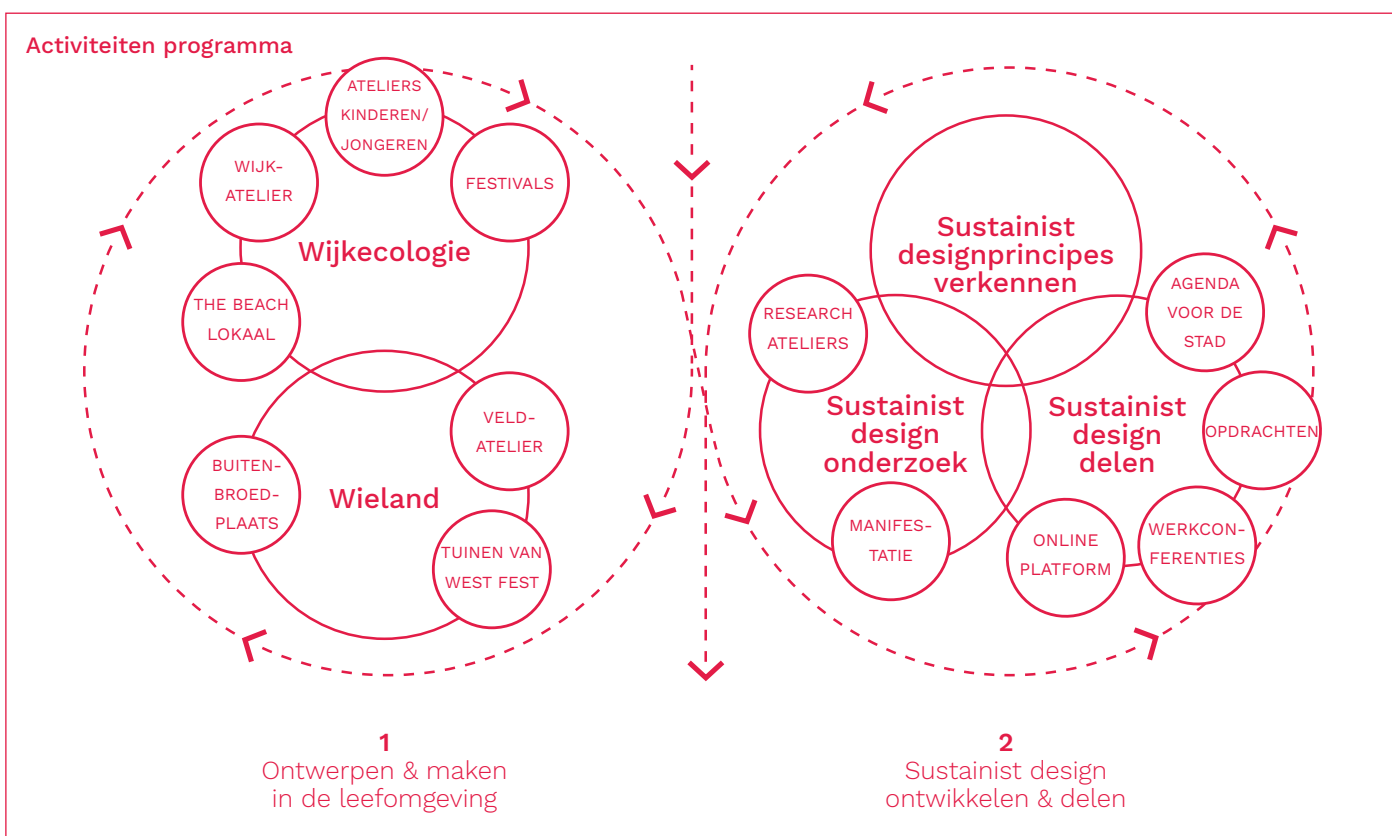 Activiteiten programma
ATELIERS
KINDEREN/
JONGEREN
WIJK-
ATELIER
FESTIVALS
Wijkecologie
THE BEACH
LOKAAL
VELD-
ATELIER
BUITEN-
BROED-
PLAATS
Wieland
TUINEN VAN
WEST FEST
1
Ontwerpen & maken
in de leefomgeving
Sustainist
designprincipes
verkennen
RESEARCH
ATELIERS
AGENDA
VOOR DE
STAD
Sustainist
design
onderzoek
Sustainist
design
delen
OPDRACHTEN
MANIFES-
TATIE
ONLINE
PLATFORM
WERKCON-
FERENTIES
2
Sustainist design
ontwikkelen & delen